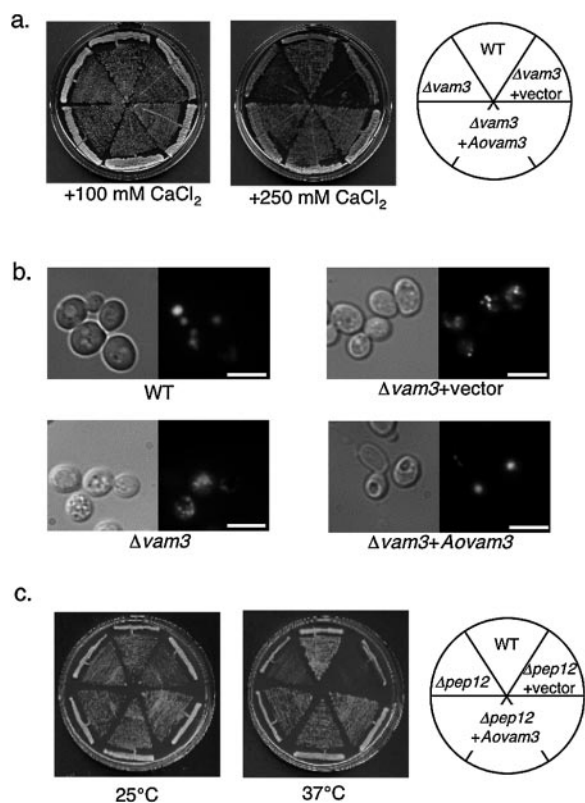 a.
WT
Δvam3
Δvam3
+vector
Δvam3
+Aovam3
+100 mM CaCl₂
+250 mM CaCl₂
b.
WT
Δvam3+vector
Δvam3
Δvam3+Aovam3
c.
WT
Δpep12
Δpep12
+vector
Δpep12
+Aovam3
25°C
37°C